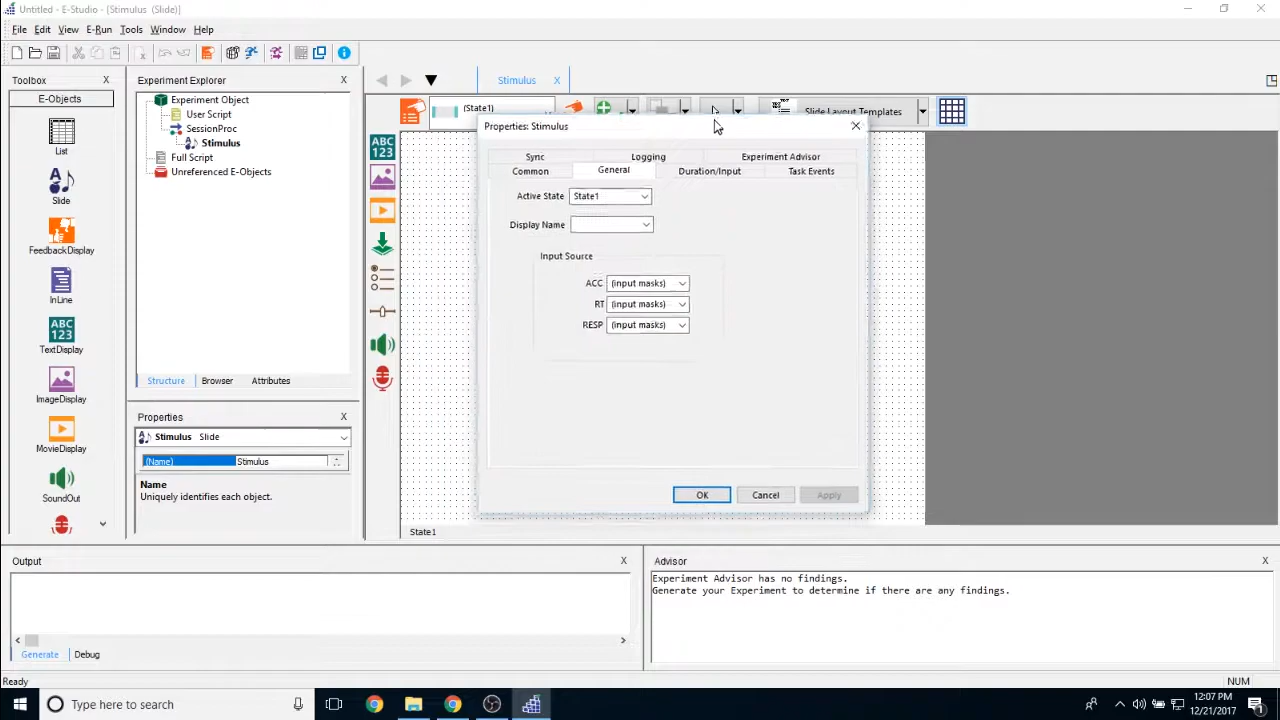 Untitled - E-Studio - [Stimulus (Slide)]
File Edit View E-Run Tools Window Help
Toolbox X
Experiment Explorer X
Stimulus X
E-Objects
List
Slide
FeedbackDisplay
InLine
ABC
123
TextDisplay
ImageDisplay
MovieDisplay
SoundOut
Experiment Object
User Script
SessionProc
Stimulus
Full Script
Unreferenced E-Objects
Structure Browser Attributes
Properties X
Stimulus Slide
(Name) Stimulus
Name
Uniquely identifies each object.
(State1)
Slide Layout Templates
ABC
123
Properties: Stimulus
Sync Logging Experiment Advisor
Common General Duration/Input Task Events
Active State State1
Display Name
Input Source
ACC (input masks)
RT (input masks)
RESP (input masks)
OK Cancel Apply
State1
Output X
Generate Debug
Advisor X
Experiment Advisor has no findings.
Generate your Experiment to determine if there are any findings.
Ready NUM
Type here to search
12:07 PM
12/21/2017
1